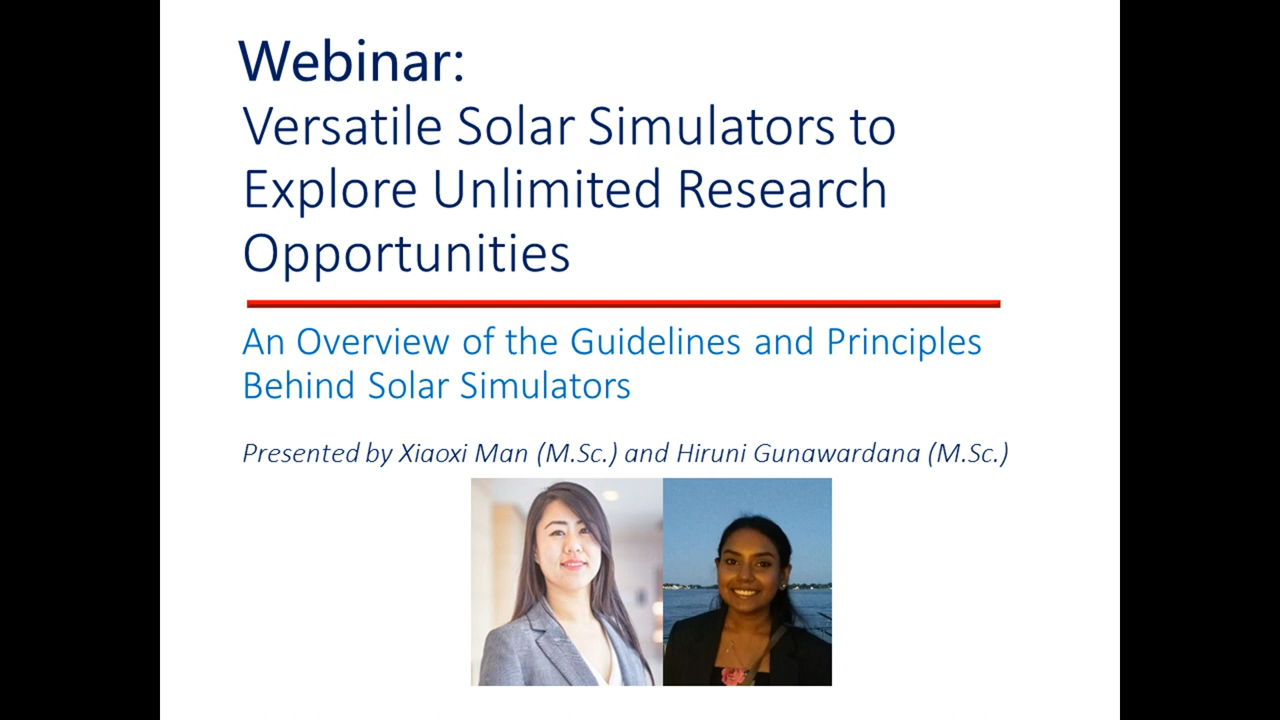 Webinar:
Versatile Solar Simulators to
Explore Unlimited Research
Opportunities
An Overview of the Guidelines and Principles
Behind Solar Simulators
Presented by Xiaoxi Man (M.Sc.) and Hiruni Gunawardana (M.Sc.)